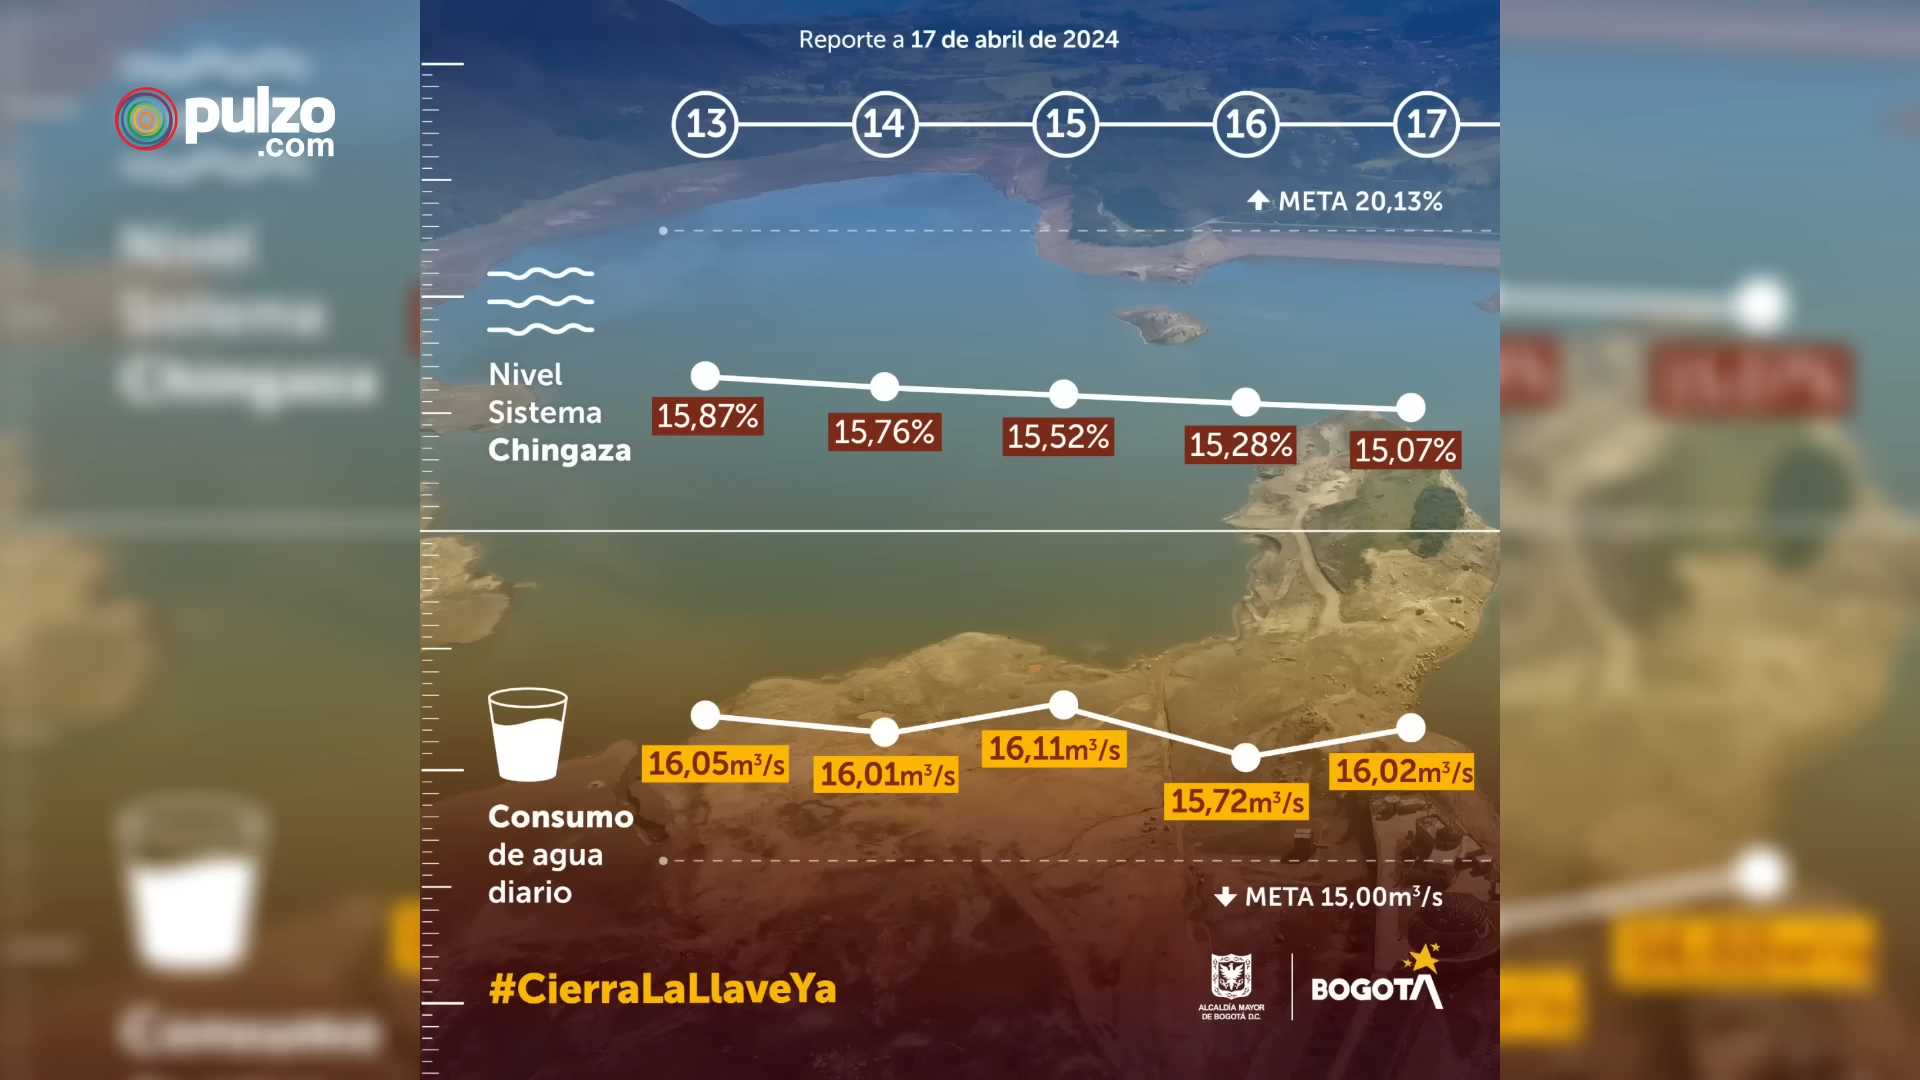 pulzo
.com
Reporte a 17 de abril de 2024
13 14 15 16 17
META 20,13%
Nivel
Sistema
Chingaza
15,87% 15,76% 15,52% 15,28% 15,07%
16,05m³/s 16,01m³/s 16,11m³/s 15,72m³/s 16,02m³/s
Consumo
de agua
diario
META 15,00m³/s
#CierraLaLlaveYa
ALCALDÍA MAYOR
DE BOGOTÁ D.C.
BOGOTÁ